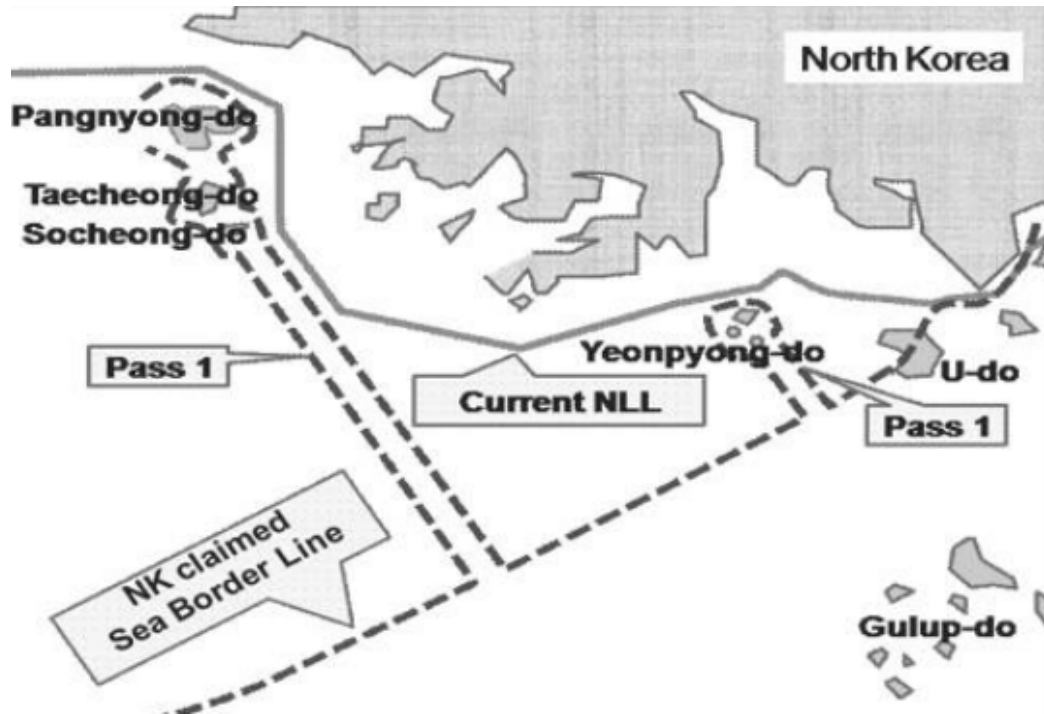 North Korea
Pangnyong-do
Taecheong-do
Socheong-do
Pass 1
Yeonpyong-do
U-do
Current NLL
Pass 1
NK claimed
Sea Border Line
Gulup-do